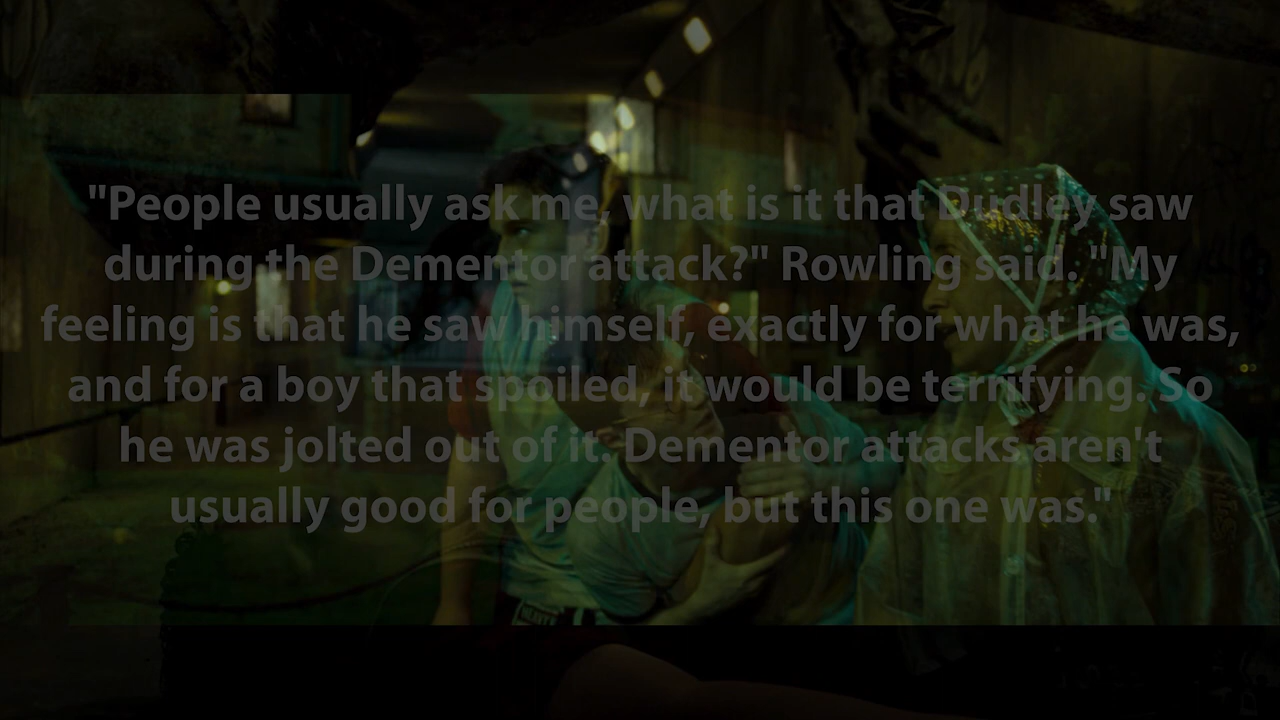 "People usually ask me, what is it that Dudley saw
during the Dementor attack?" Rowling said. "My
feeling is that he saw himself, exactly for what he was,
and for a boy that spoiled, it would be terrifying. So
he was jolted out of it. Dementor attacks aren't
usually good for people, but this one was."